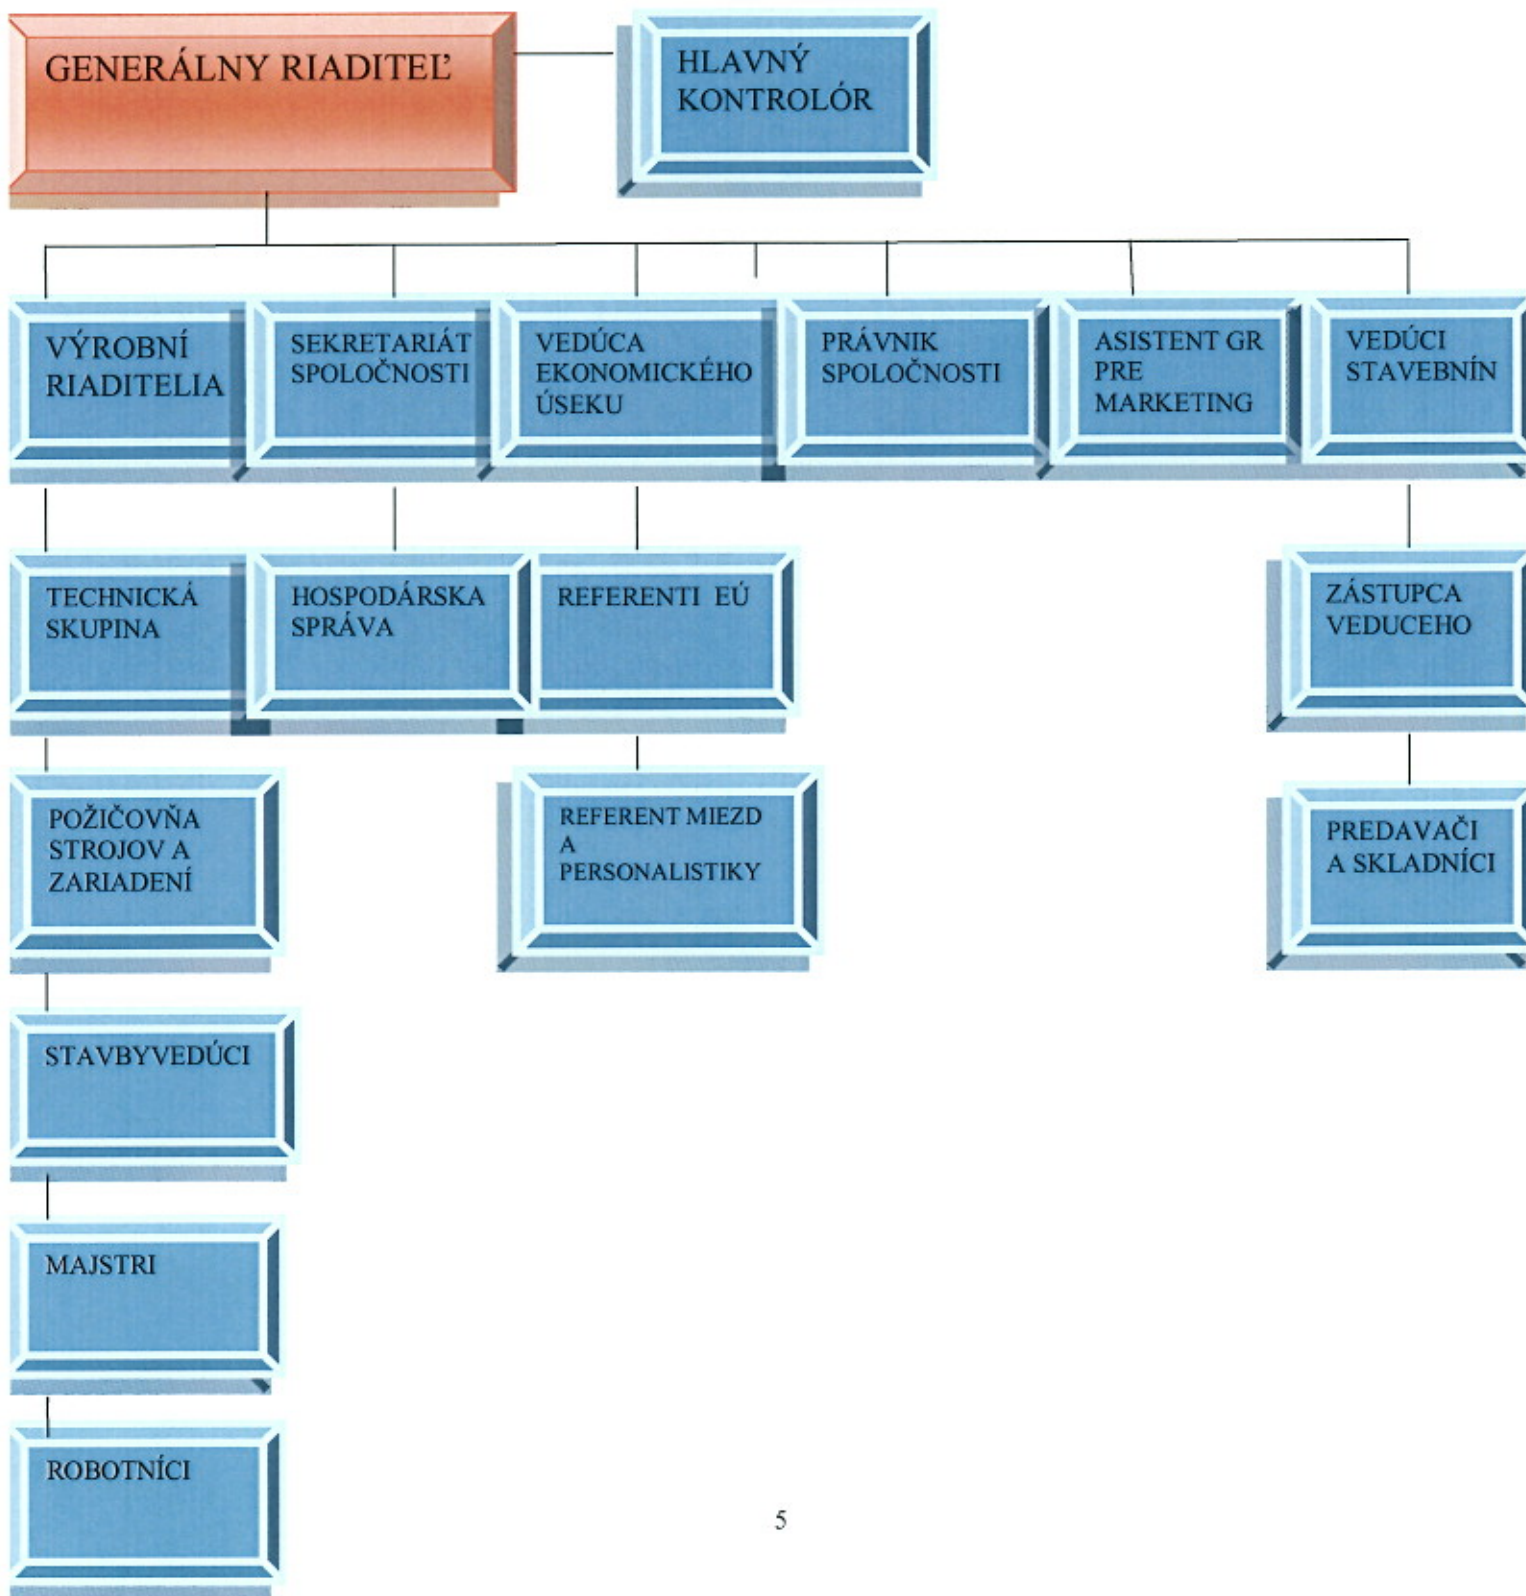 GENERÁLNY RIADITEĽ
HLAVNÝ
KONTROLÓR
VÝROBNÍ
RIADITELIA
SEKRETARIÁT
SPOLOČNOSTI
VEDÚCA
EKONOMICKÉHO
ÚSEKU
PRÁVNIK
SPOLOČNOSTI
ASISTENT GR
PRE
MARKETING
VEDÚCI
STAVEBNÍN
TECHNICKÁ
SKUPINA
HOSPODÁRSKA
SPRÁVA
REFERENTI EÚ
ZÁSTUPCA
VEDUCEHO
POŽIČOVŇA
STROJOV A
ZARIADENÍ
REFERENT MIEZD
A
PERSONALISTIKY
PREDAVAČI
A SKLADNÍCI
STAVBYVEDÚCI
MAJSTRI
ROBOTNÍCI
5